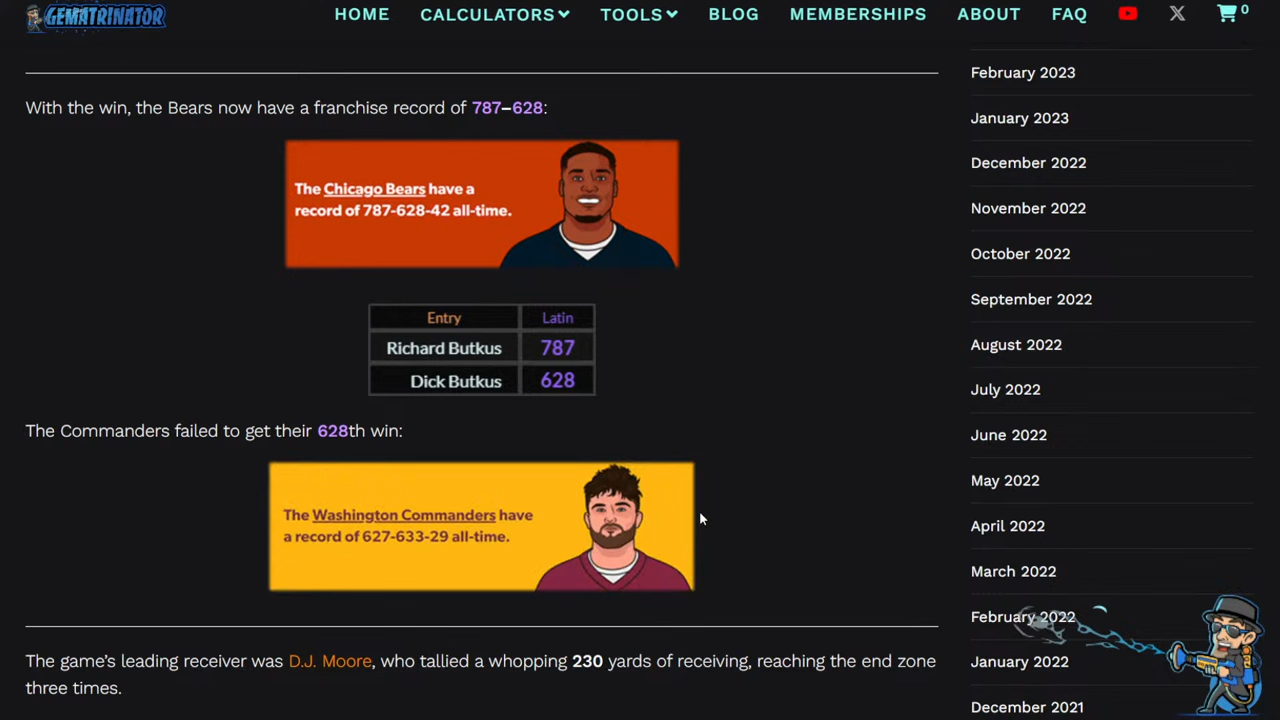 GEMATRINATOR
HOME CALCULATORS TOOLS BLOG MEMBERSHIPS ABOUT FAQ X 0
With the win, the Bears now have a franchise record of 787–628:
The Chicago Bears have a
record of 787-628-42 all-time.
Entry Latin
Richard Butkus 787
Dick Butkus 628
The Commanders failed to get their 628th win:
The Washington Commanders have
a record of 627-633-29 all-time.
The game's leading receiver was D.J. Moore, who tallied a whopping 230 yards of receiving, reaching the end zone
three times.
February 2023
January 2023
December 2022
November 2022
October 2022
September 2022
August 2022
July 2022
June 2022
May 2022
April 2022
March 2022
February 2022
January 2022
December 2021